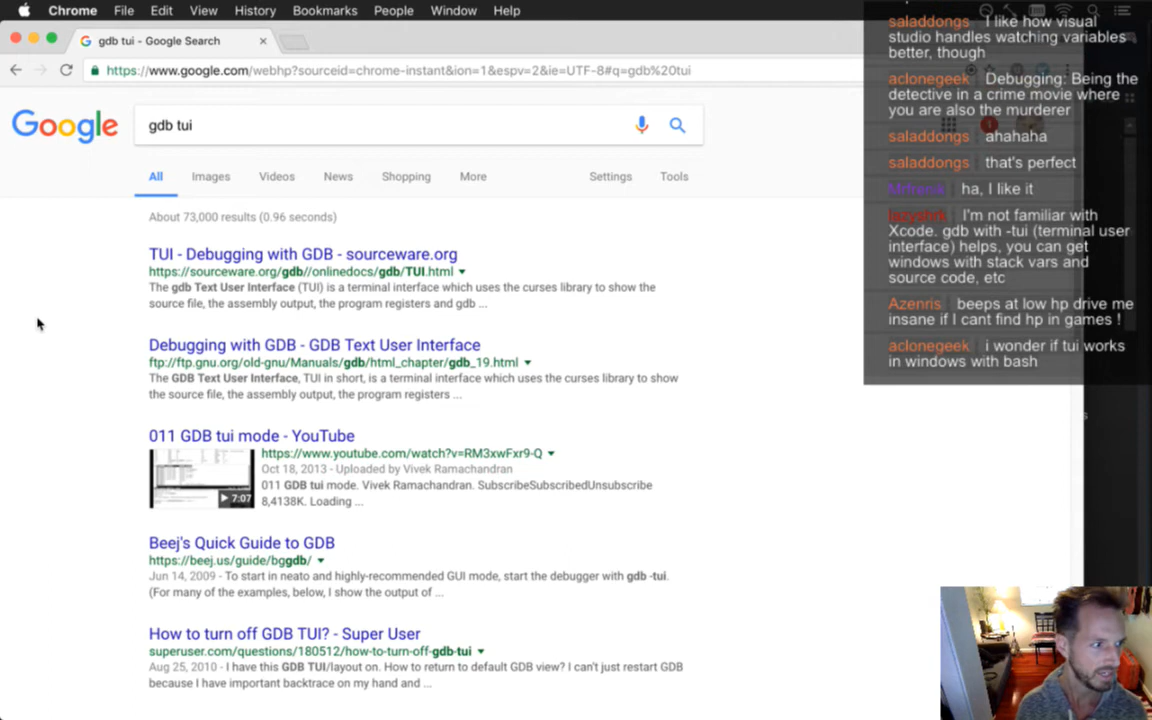 Chrome File Edit View History Bookmarks People Window Help
gdb tui - Google Search
https://www.google.com/webhp?sourceid=chrome-instant&ion=1&espv=2&ie=UTF-8#q=gdb%20tui
Google
gdb tui
All Images Videos News Shopping More Settings Tools
About 73,000 results (0.96 seconds)
TUI - Debugging with GDB - sourceware.org
https://sourceware.org/gdb//onlinedocs/gdb/TUI.html
The gdb Text User Interface (TUI) is a terminal interface which uses the curses library to show
the source file, the assembly output, the program registers and gdb ...
Debugging with GDB - GDB Text User Interface
ftp://ftp.gnu.org/old-gnu/Manuals/gdb/html_chapter/gdb_19.html
The GDB Text User Interface, TUI in short, is a terminal interface which uses the curses library to show
the source file, the assembly output, the program registers ...
011 GDB tui mode - YouTube
7:07
https://www.youtube.com/watch?v=RM3xwFxr9-Q
Oct 18, 2013 - Uploaded by Vivek Ramachandran
011 GDB tui mode. Vivek Ramachandran. SubscribeSubscribedUnsubscribe
8,4138K. Loading ...
Beej's Quick Guide to GDB
https://beej.us/guide/bggdb/
Jun 14, 2009 - To start in neato and highly-recommended GUI mode, start the debugger with gdb -tui.
(For many of the examples, below, I show the output of ...
How to turn off GDB TUI? - Super User
superuser.com/questions/180512/how-to-turn-off-gdb-tui
Aug 25, 2010 - I have this GDB TUI/layout on. How to return to default GDB view? I can't just restart GDB
because I have important backtrace on my hand and ...
saladdongs I like how visual
studio handles watching variables
better, though
aclonegeek Debugging: Being the
detective in a crime movie where
you are also the murderer
saladdongs ahahaha
saladdongs that's perfect
ha, I like it
lazyshrk I'm not familiar with
Xcode. gdb with -tui (terminal user
interface) helps, you can get
windows with stack vars and
source code, etc
Azenris beeps at low hp drive me
insane if I cant find hp in games !
aclonegeek i wonder if tui works
in windows with bash